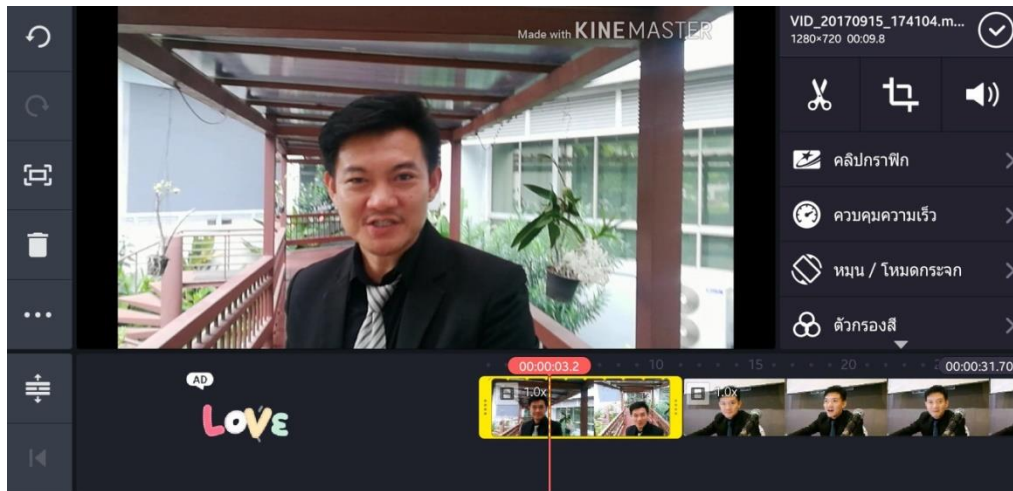 Made with KINEMASTER
VID_20170915_174104.m...
1280×720 00:09.8
คลิปกราฟิก
ควบคุมความเร็ว
หมุน / โหมดกระจก
ตัวกรองสี
00:00:03.2
10
15
20
00:00:31.70
AD
LOVE
1.0x
1.0x